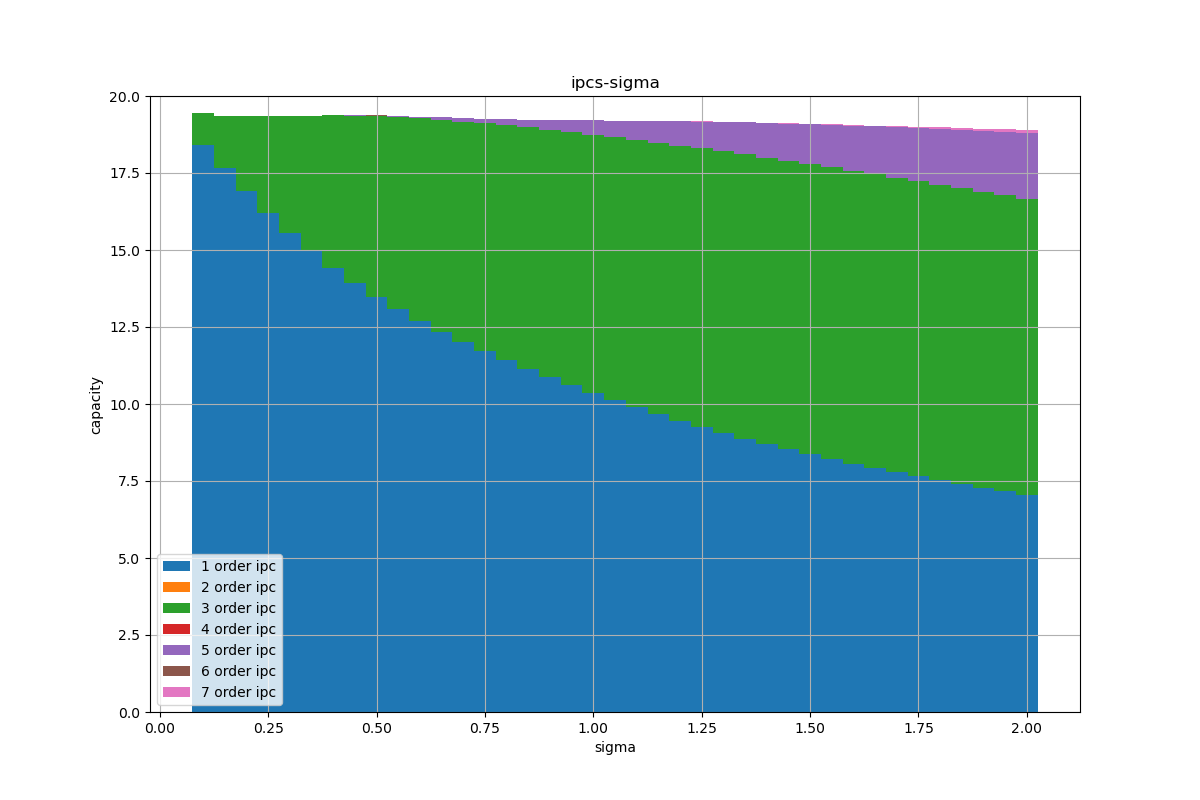 ipcs-sigma
20.0
17.5
15.0
12.5
10.0
7.5
5.0
2.5
0.0
capacity
1 order ipc
2 order ipc
3 order ipc
4 order ipc
5 order ipc
6 order ipc
7 order ipc
0.00 0.25 0.50 0.75 1.00 1.25 1.50 1.75 2.00
sigma